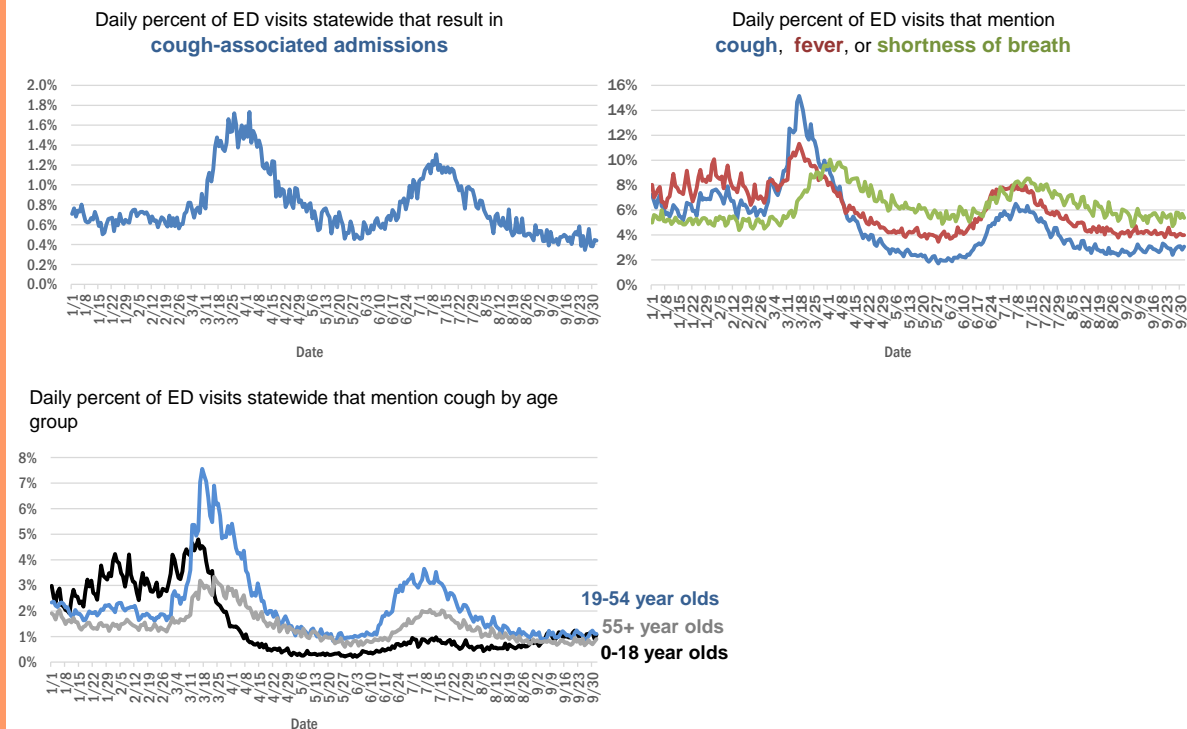 Daily percent of ED visits statewide that result in
cough-associated admissions
2.0%
1.8%
1.6%
1.4%
1.2%
1.0%
0.8%
0.6%
0.4%
0.2%
0.0%
1/1 1/8 1/15 1/22 1/29 2/5 2/12 2/19 2/26 3/4 3/11 3/18 3/25 4/1 4/8 4/15 4/22 4/29 5/6 5/13 5/20 5/27 6/3 6/10 6/17 6/24 7/1 7/8 7/15 7/22 7/29 8/5 8/12 8/19 8/26 9/2 9/9 9/16 9/23 9/30
Date
Daily percent of ED visits that mention
cough, fever, or shortness of breath
16%
14%
12%
10%
8%
6%
4%
2%
0%
1/1 1/8 1/15 1/22 1/29 2/5 2/12 2/19 2/26 3/4 3/11 3/18 3/25 4/1 4/8 4/15 4/22 4/29 5/6 5/13 5/20 5/27 6/3 6/10 6/17 6/24 7/1 7/8 7/15 7/22 7/29 8/5 8/12 8/19 8/26 9/2 9/9 9/16 9/23 9/30
Date
Daily percent of ED visits statewide that mention cough by age
group
8%
7%
6%
5%
4%
3%
2%
1%
0%
19-54 year olds
55+ year olds
0-18 year olds
1/1 1/8 1/15 1/22 1/29 2/5 2/12 2/19 2/26 3/4 3/11 3/18 3/25 4/1 4/8 4/15 4/22 4/29 5/6 5/13 5/20 5/27 6/3 6/10 6/17 6/24 7/1 7/8 7/15 7/22 7/29 8/5 8/12 8/19 8/26 9/2 9/9 9/16 9/23 9/30
Date